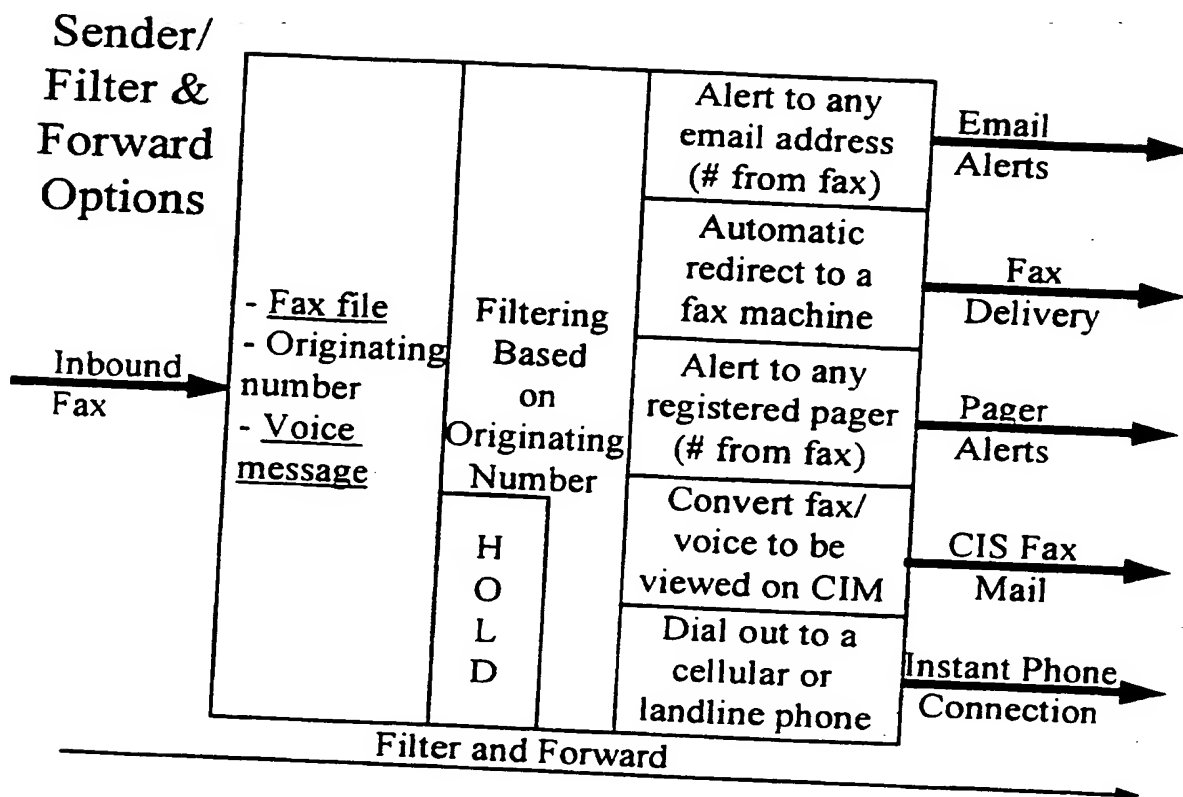 Sender/
Filter &
Forward
Options
Inbound
Fax
- Fax file
- Originating
number
- Voice
message
Filtering
Based
on
Originating
Number
H
O
L
D
Alert to any
email address
(# from fax)
Automatic
redirect to a
fax machine
Alert to any
registered pager
(# from fax)
Convert fax/
voice to be
viewed on CIM
Dial out to a
cellular or
landline phone
Email
Alerts
Fax
Delivery
Pager
Alerts
CIS Fax
Mail
Instant Phone
Connection
Filter and Forward